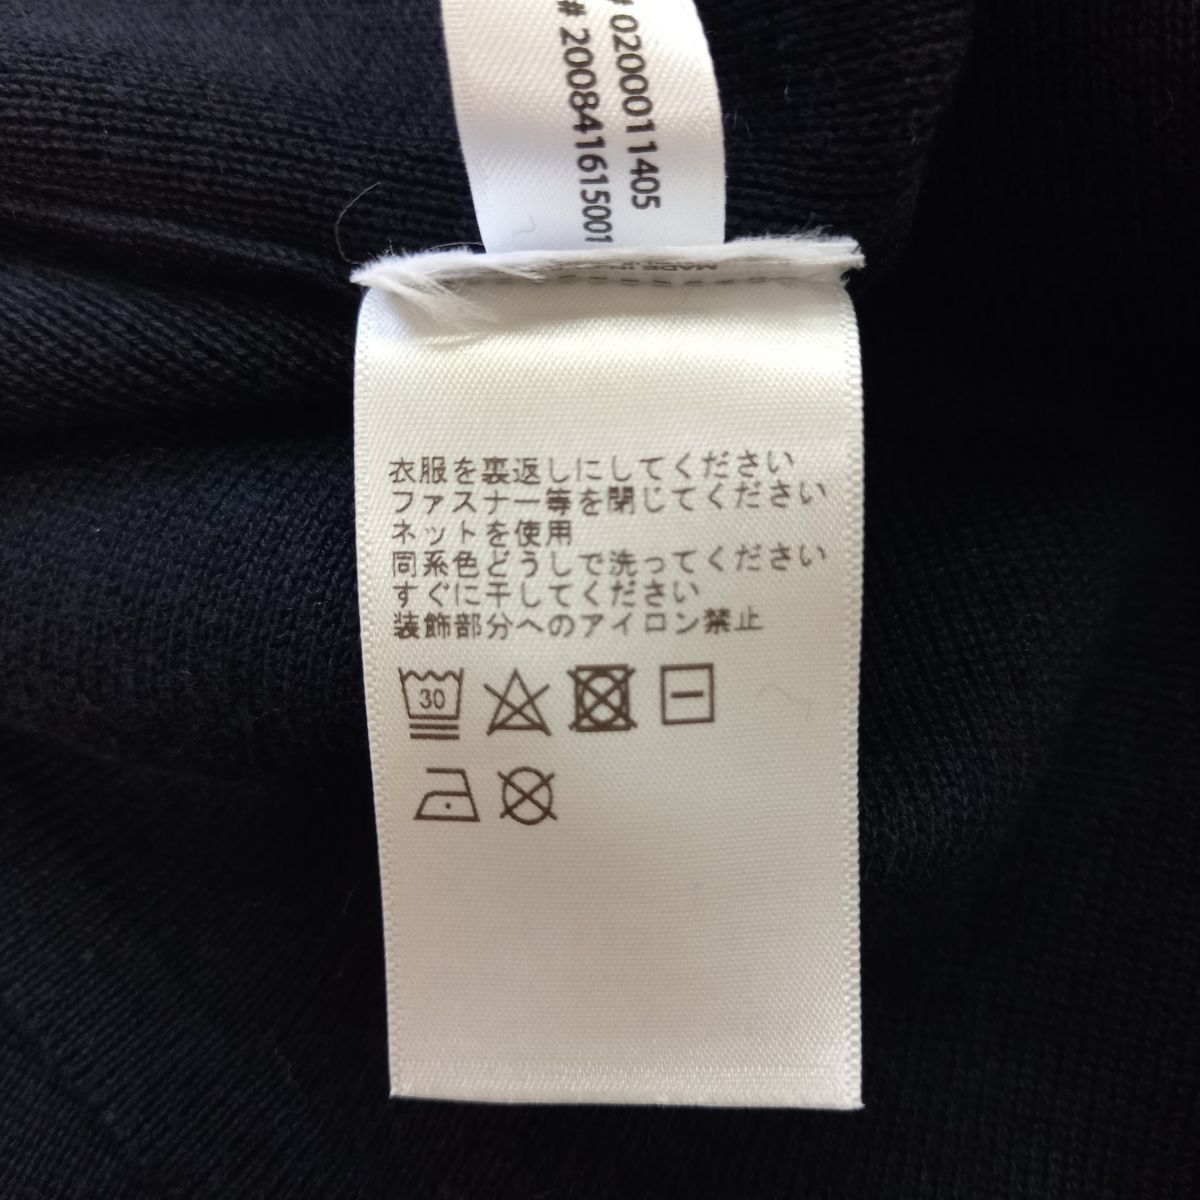 # 0200011405
# 200841615001
MADE IN
衣服を裏返しにしてください
ファスナー等を閉じてください
ネットを使用
同系色どうしで洗ってください
すぐに干してください
装飾部分へのアイロン禁止
30